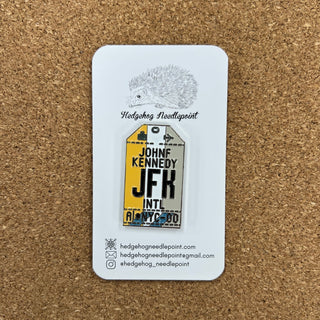 Hedgehog Needlepoint
JOHN F
KENNEDY
JFK
INTL
hedgehogneedlepoint.com
hedgehogneedlepoint@gmail.com
@hedgehog_needlepoint